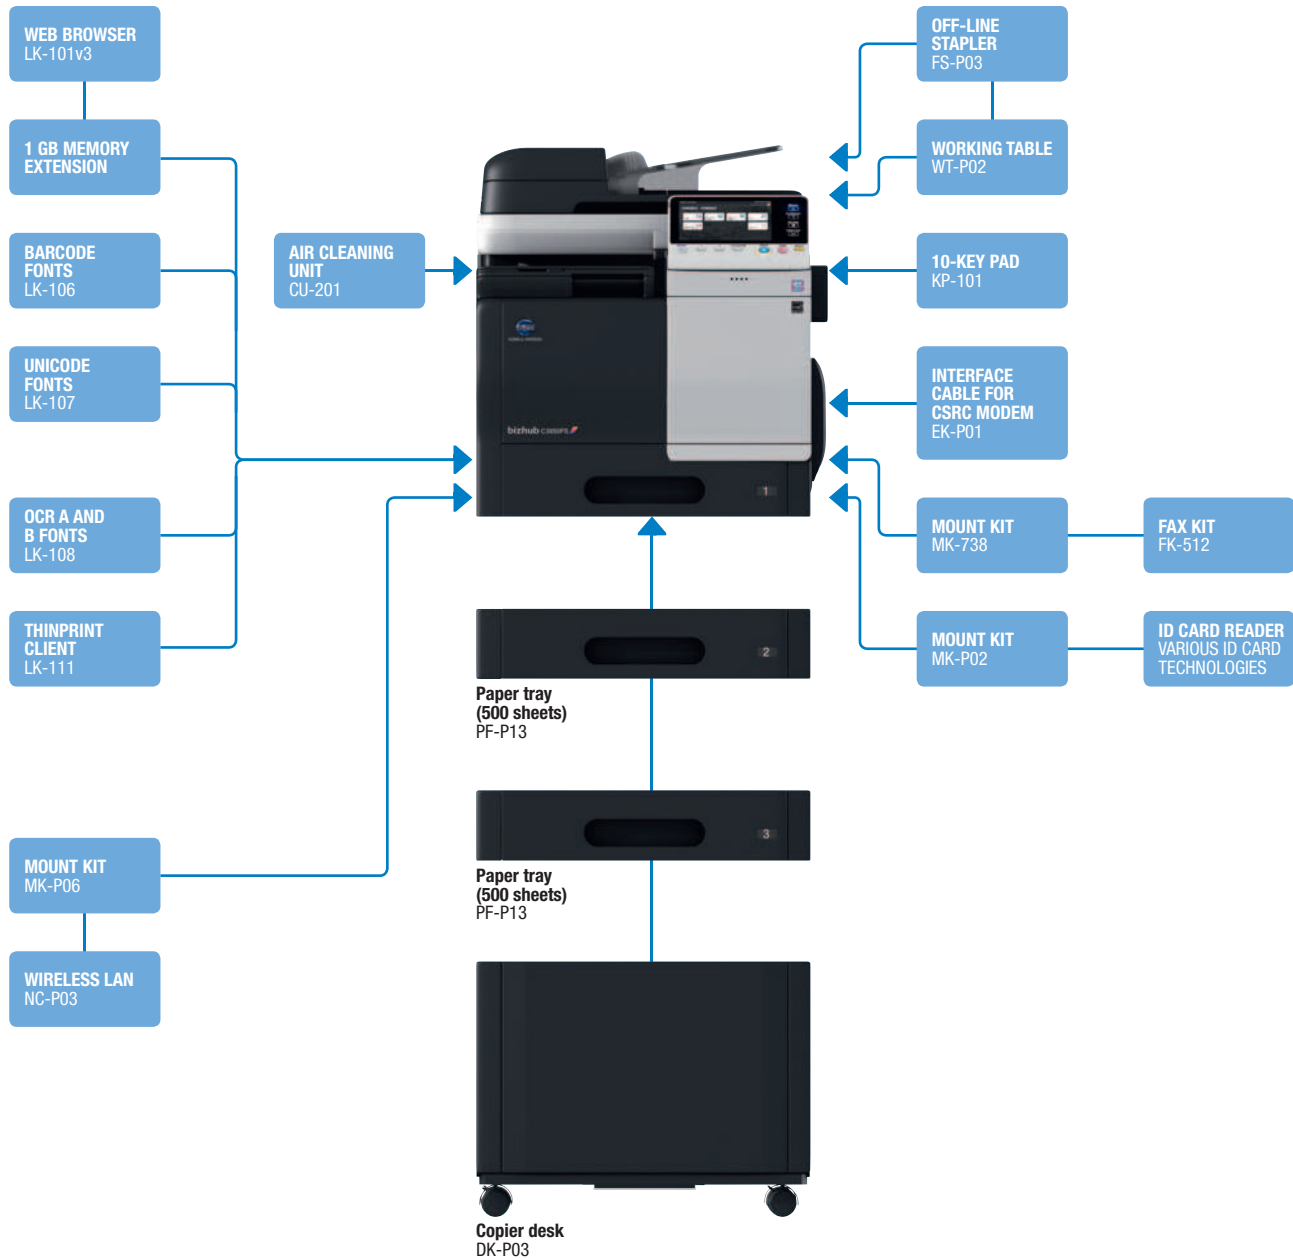 WEB BROWSER
LK-101v3
1 GB MEMORY
EXTENSION
BARCODE
FONTS
LK-106
UNICODE
FONTS
LK-107
OCR A AND
B FONTS
LK-108
THINPRINT
CLIENT
LK-111
MOUNT KIT
MK-P06
WIRELESS LAN
NC-P03
AIR CLEANING
UNIT
CU-201
bizhub
1
2
Paper tray
(500 sheets)
PF-P13
3
Paper tray
(500 sheets)
PF-P13
Copier desk
DK-P03
OFF-LINE
STAPLER
FS-P03
WORKING TABLE
WT-P02
10-KEY PAD
KP-101
INTERFACE
CABLE FOR
CSRC MODEM
EK-P01
MOUNT KIT
MK-738
FAX KIT
FK-512
MOUNT KIT
MK-P02
ID CARD READER
VARIOUS ID CARD
TECHNOLOGIES